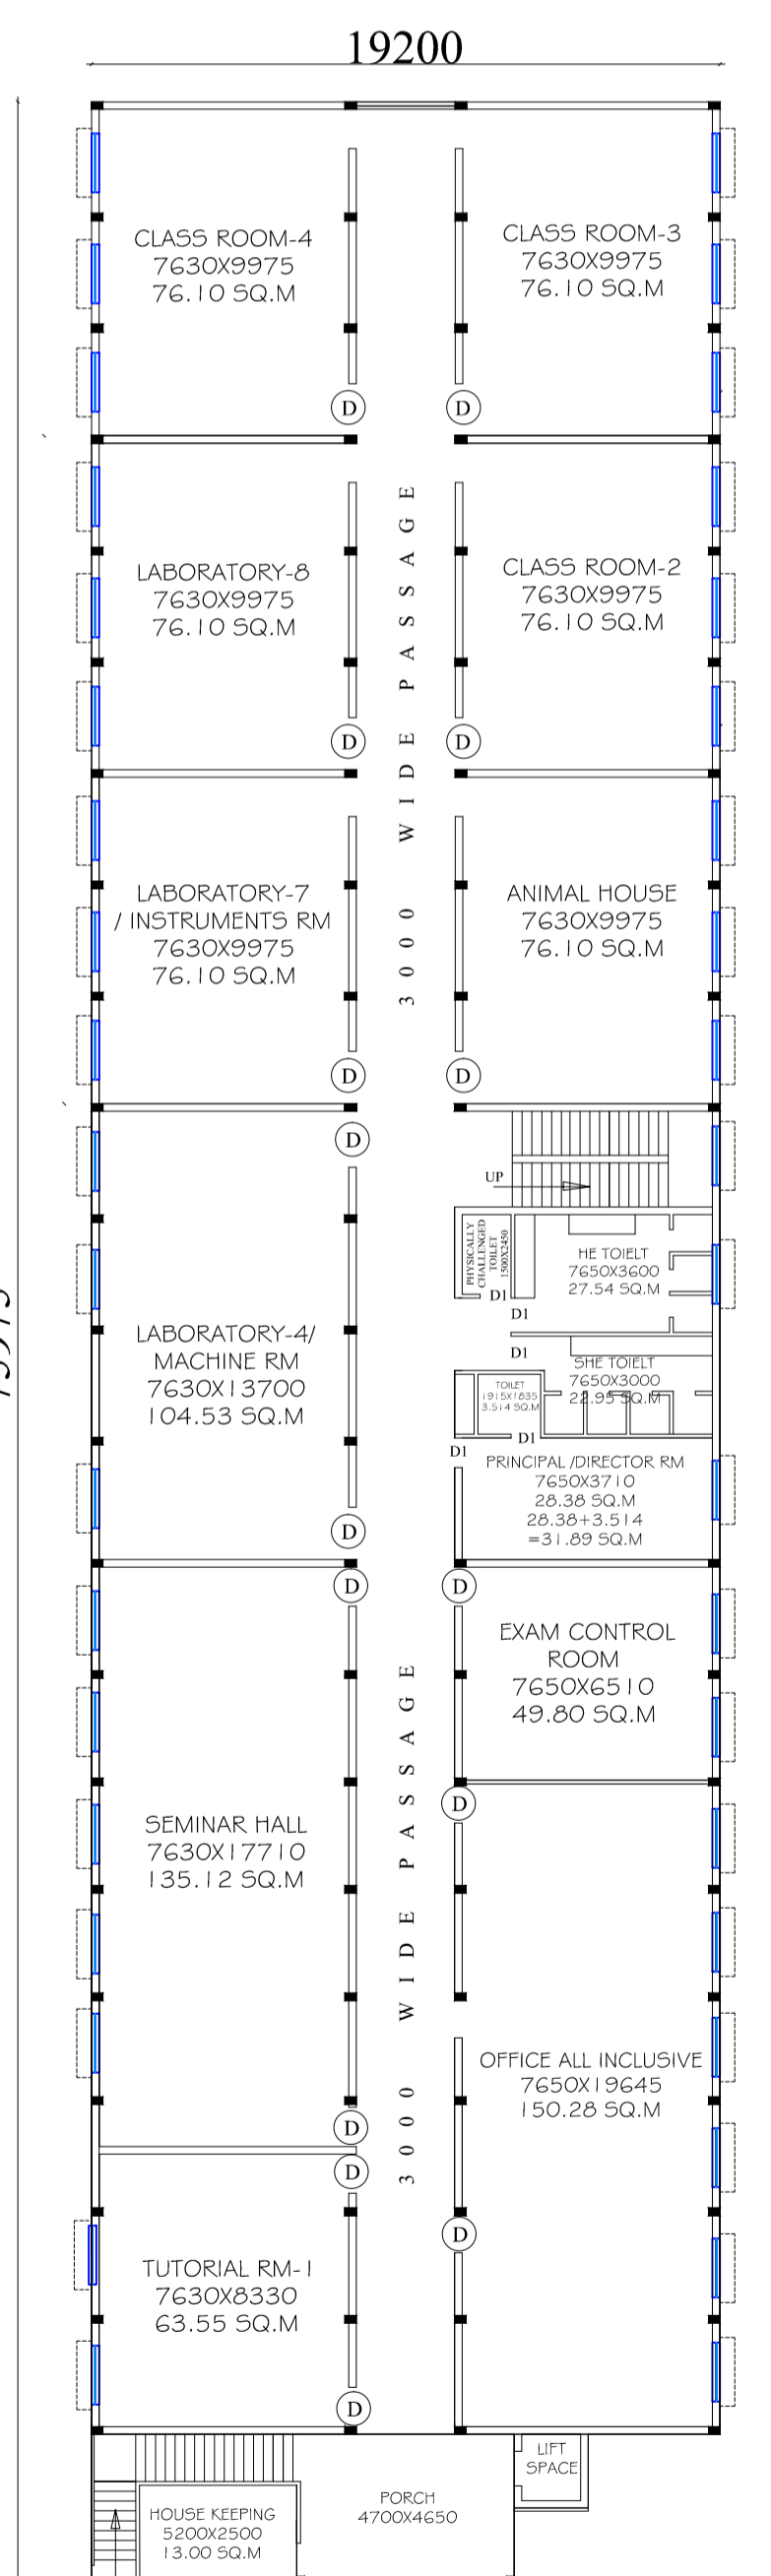 19200
CLASS ROOM-4
7630X9975
76.10 SQ.M
CLASS ROOM-3
7630X9975
76.10 SQ.M
D
D
LABORATORY-8
7630X9975
76.10 SQ.M
3000 WIDE PASSAGE
CLASS ROOM-2
7630X9975
76.10 SQ.M
D
D
LABORATORY-7
/ INSTRUMENTS RM
7630X9975
76.10 SQ.M
ANIMAL HOUSE
7630X9975
76.10 SQ.M
D
D
D
UP
PHYSICALLY
CHALLENGED
TOILET
1500X2450
HE TOIELT
7650X3600
27.54 SQ.M
D1
D1
LABORATORY-4/
MACHINE RM
7630X13700
104.53 SQ.M
D1
SHE TOIELT
7650X3000
22.95 SQ.M
TOILET
1915X1835
3.514 SQ.M
D1
D1
PRINCIPAL /DIRECTOR RM
7650X3710
28.38 SQ.M
28.38+3.514
=31.89 SQ.M
D
D
D
EXAM CONTROL
ROOM
7650X6510
49.80 SQ.M
3000 WIDE PASSAGE
D
SEMINAR HALL
7630X17710
135.12 SQ.M
OFFICE ALL INCLUSIVE
7650X19645
150.28 SQ.M
D
D
D
TUTORIAL RM-1
7630X8330
63.55 SQ.M
D
LIFT
SPACE
HOUSE KEEPING
5200X2500
13.00 SQ.M
PORCH
4700X4650